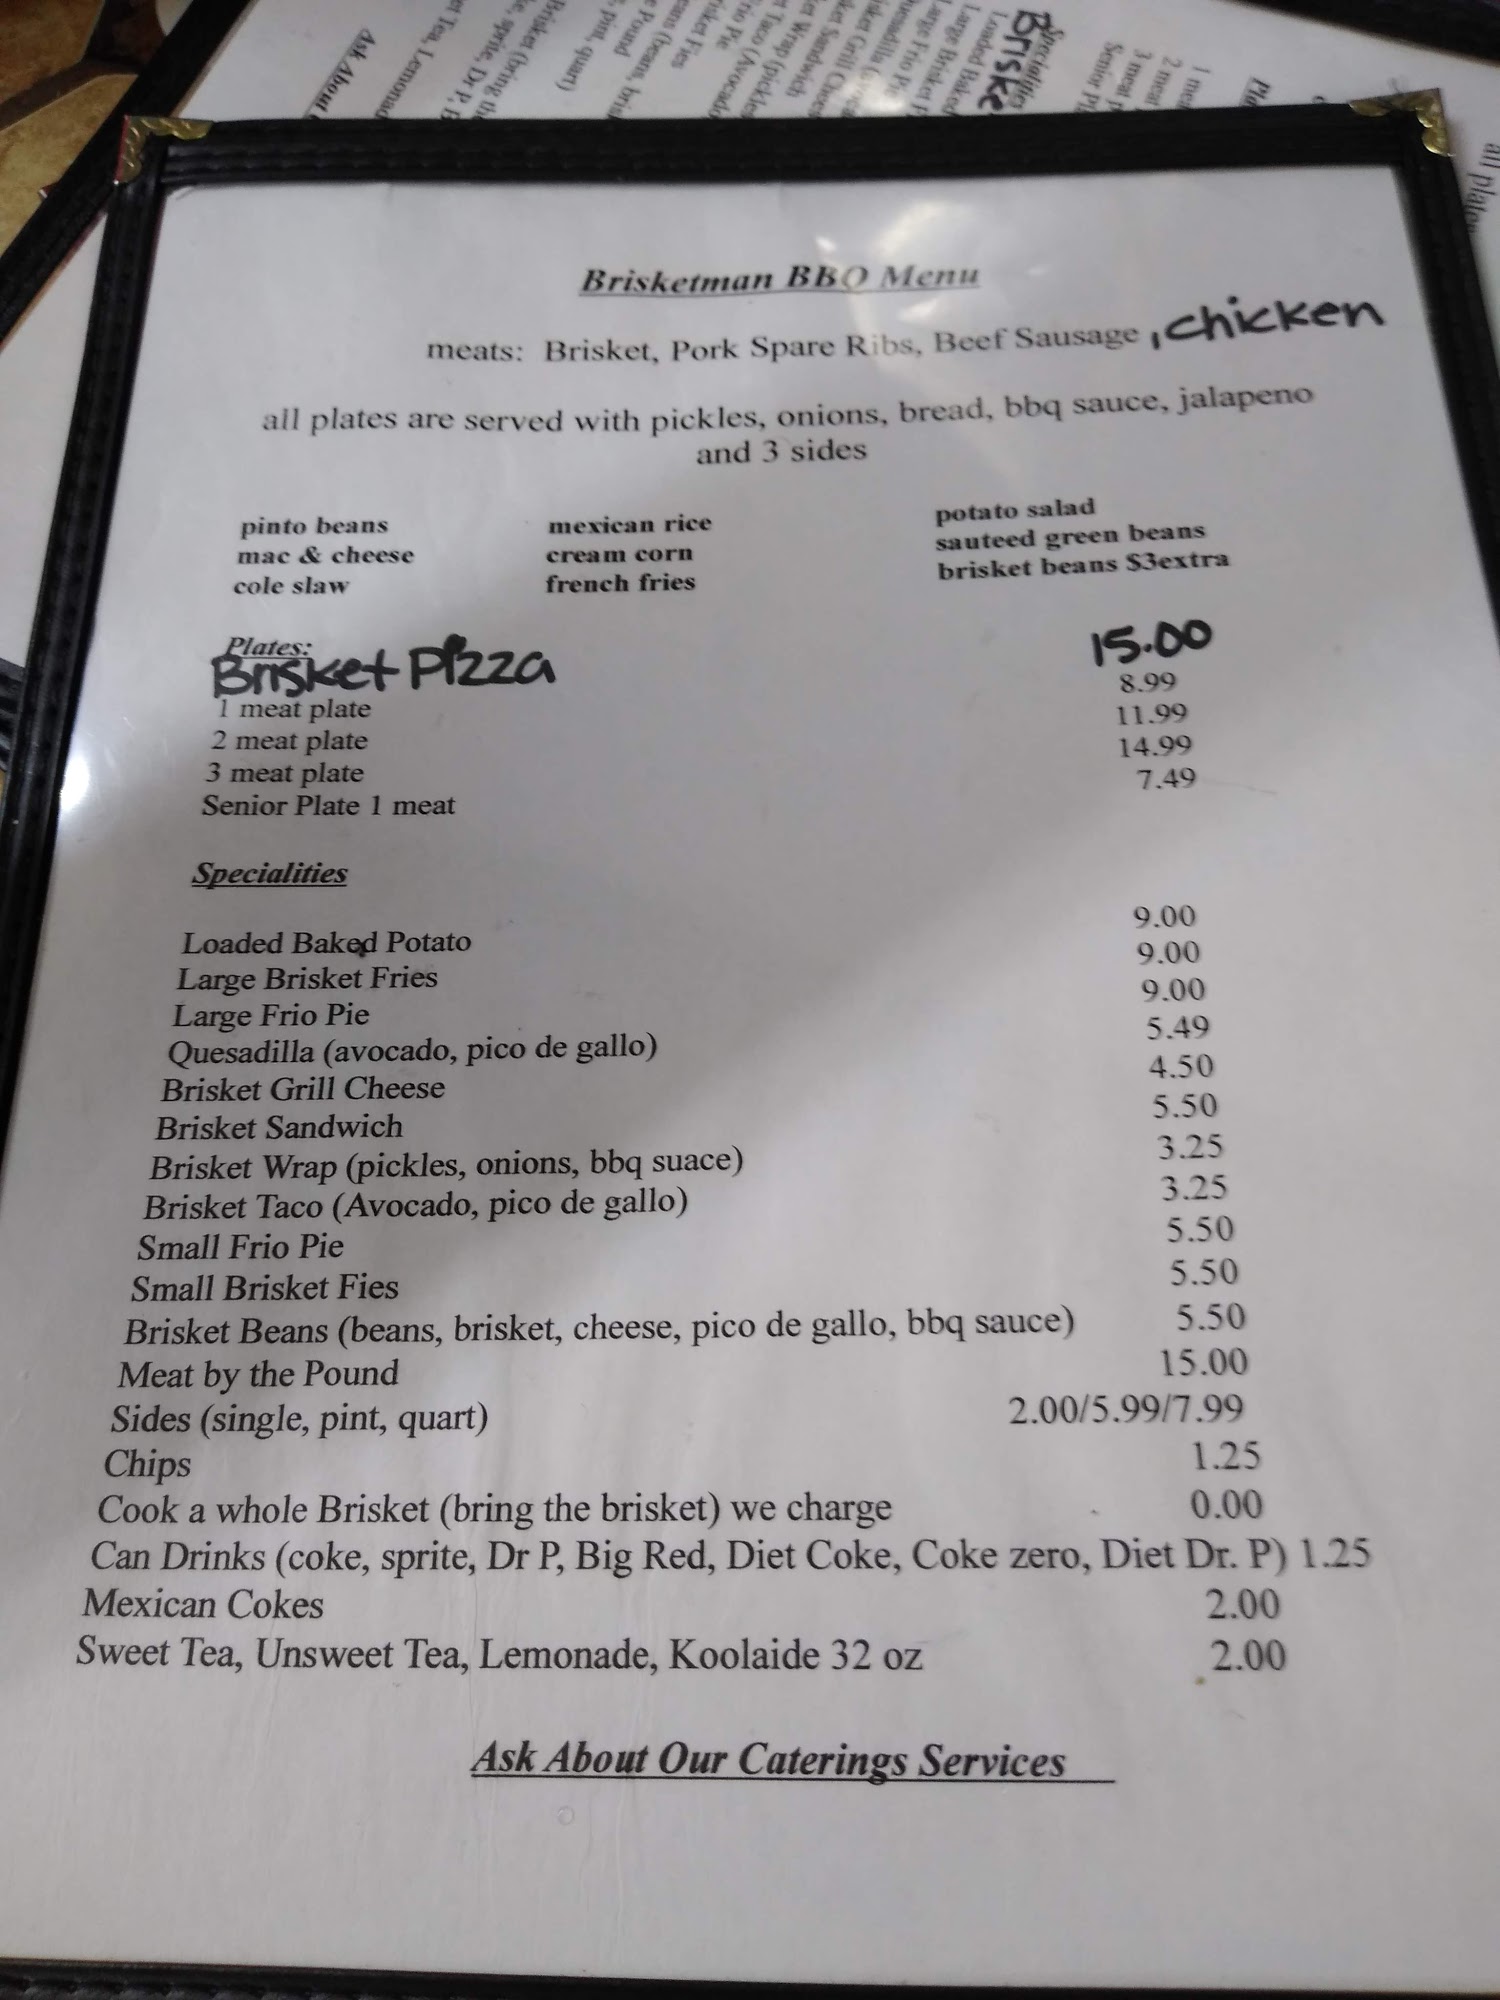 Brisketman BBQ Menu
meats: Brisket, Pork Spare Ribs, Beef Sausage , chicken
all plates are served with pickles, onions, bread, bbq sauce, jalapeno
and 3 sides
pinto beans mexican rice potato salad
mac & cheese cream corn sauteed green beans
cole slaw french fries brisket beans $3extra
Plates:
Brisket Pizza 15.00
1 meat plate 8.99
2 meat plate 11.99
3 meat plate 14.99
Senior Plate 1 meat 7.49
Specialities
Loaded Baked Potato 9.00
Large Brisket Fries 9.00
Large Frio Pie 9.00
Quesadilla (avocado, pico de gallo) 5.49
Brisket Grill Cheese 4.50
Brisket Sandwich 5.50
Brisket Wrap (pickles, onions, bbq suace) 3.25
Brisket Taco (Avocado, pico de gallo) 3.25
Small Frio Pie 5.50
Small Brisket Fies 5.50
Brisket Beans (beans, brisket, cheese, pico de gallo, bbq sauce) 5.50
Meat by the Pound 15.00
Sides (single, pint, quart) 2.00/5.99/7.99
Chips 1.25
Cook a whole Brisket (bring the brisket) we charge 0.00
Can Drinks (coke, sprite, Dr P, Big Red, Diet Coke, Coke zero, Diet Dr. P) 1.25
Mexican Cokes 2.00
Sweet Tea, Unsweet Tea, Lemonade, Koolaide 32 oz 2.00
Ask About Our Caterings Services